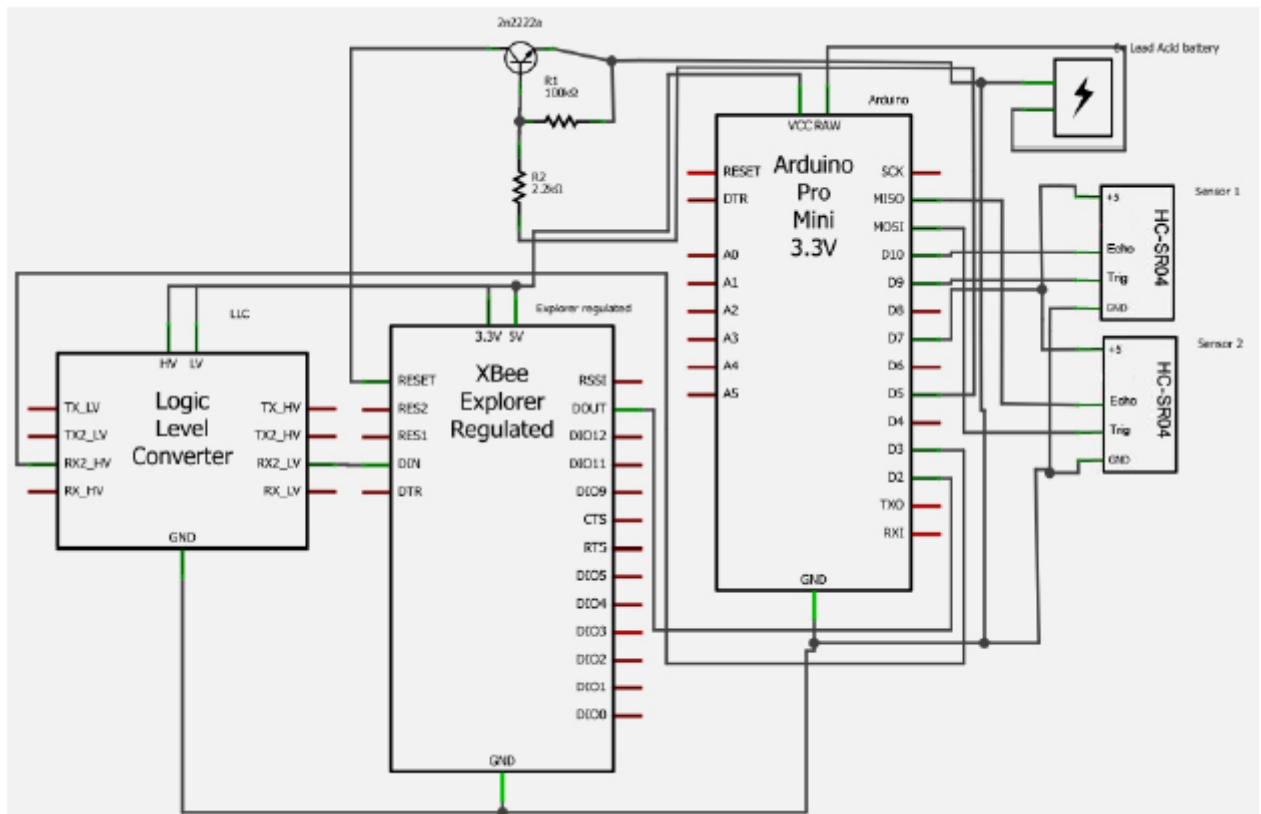 2n2222a
R1
100kΩ
R2
2.2kΩ
Lead Acid battery
Arduino
VCC RAW
RESET
DTR
A0
A1
A2
A3
A4
A5
Arduino
Pro
Mini
3.3V
SCK
MISO
MOSI
D10
D9
D8
D7
D6
D5
D4
D3
D2
TXO
RXI
GND
Sensor 1
+5
Echo
Trig
GND
HC-SR04
Sensor 2
+5
Echo
Trig
GND
HC-SR04
LLC
HV LV
TX_LV
TX2_LV
RX2_HV
RX_HV
Logic
Level
Converter
TX_HV
TX2_HV
RX2_LV
RX_LV
GND
Explorer regulated
3.3V 5V
RESET
RES2
RES1
DIN
DTR
XBee
Explorer
Regulated
RSSI
DOUT
DIO12
DIO11
DIO9
CTS
RTS
DIO5
DIO4
DIO3
DIO2
DIO1
DIO0
GND